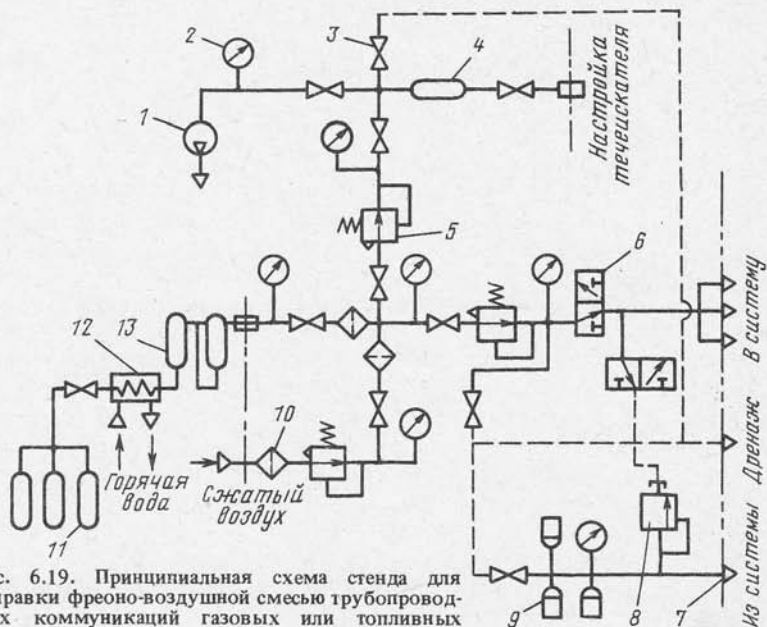 3
2
4
1
Настройка
течеискателя
5
6
12
13
В систему
10
Горячая
вода
Сжатый
воздух
Дренаж
11
9
8
7
Из системы
с. 6.19. Принципиальная схема стенда для
правки фреоно-воздушной смесью трубопровод-
х коммуникаций газовых или топливных